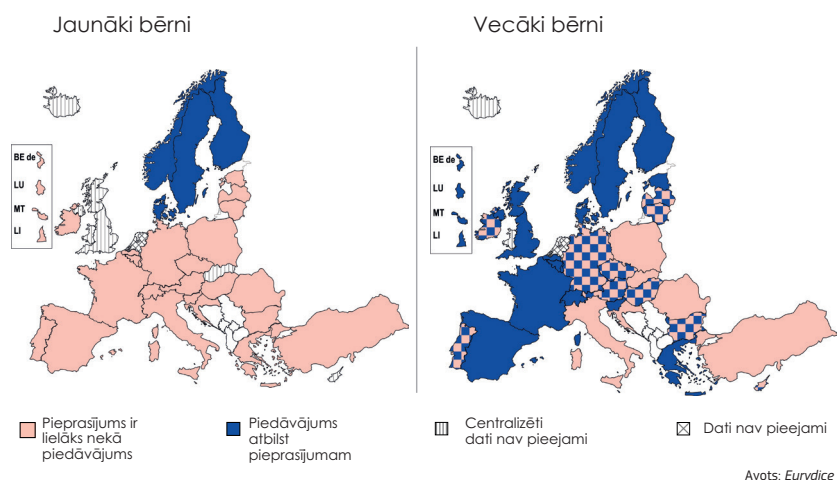 Jaunāki bērni
Vecāki bērni
BE de
LU
MT
LI
BE de
LU
MT
LI
Pieprasījums ir
lielāks nekā
piedāvājums
Piedāvājums
atbilst
pieprasījumam
Centralizēti
dati nav pieejami
Dati nav pieejami
Avots: Eurydice